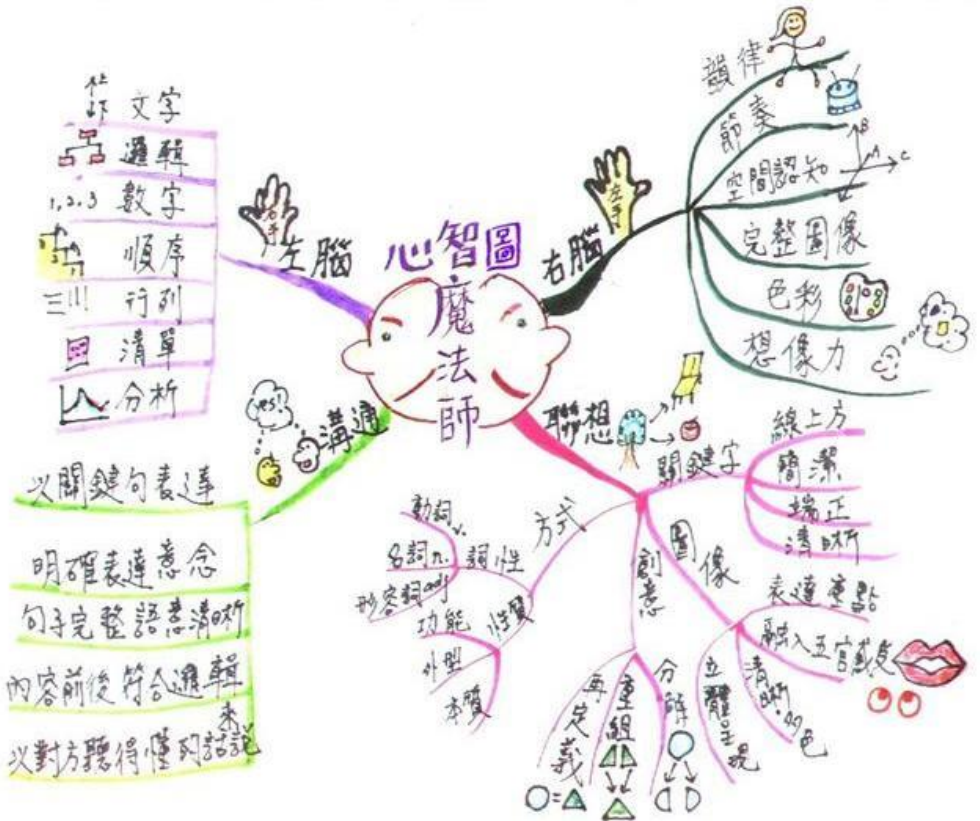 心智圖
魔法師
左腦
右手
文字
邏輯
1,2,3 數字
順序
行列
清單
分析
右腦
左手
韻律
節奏
空間認知
B
A
C
完整圖像
色彩
想像力
溝通
yes!
以關鍵句表達
明確表達意念
句子完整語意清晰
內容前後符合邏輯
以對方聽得懂的話說
來
聯想
關鍵字
線上方
簡潔
端正
清晰
圖像
表達重點
融入五官感受
清晰·多色
立體呈現
創意
分解
重組
再定義
=
方式
詞性
動詞 v.
名詞 n.
形容詞 adj
性質
功能
外型
本質